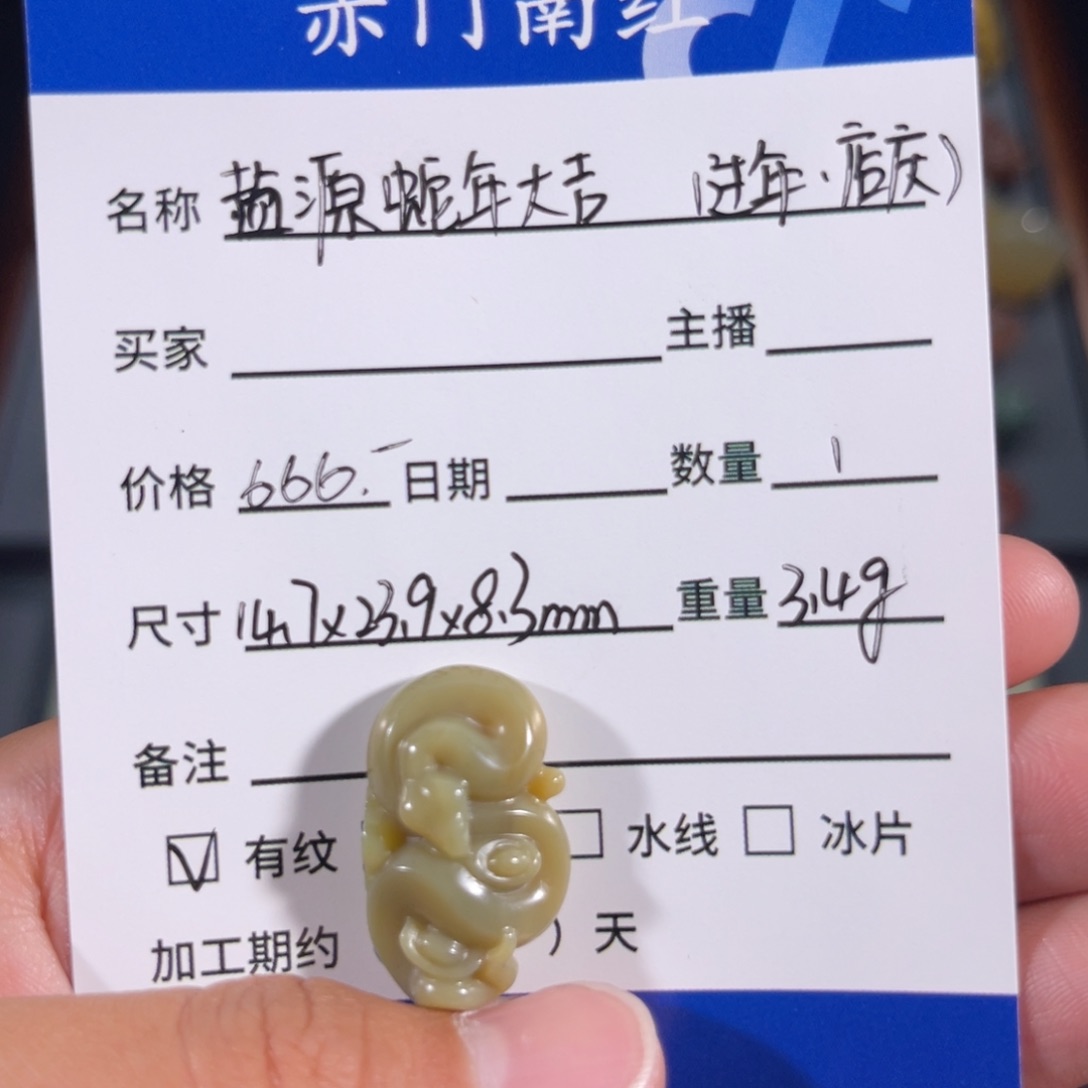 赤门南红
名称 盐源蛇年大吉 (进年·店庆)
买家 主播
价格 666.- 日期 数量 1
尺寸 14.7x23.9x8.3mm 重量 3.4g
备注
有纹 水线 冰片
加工期约 ) 天